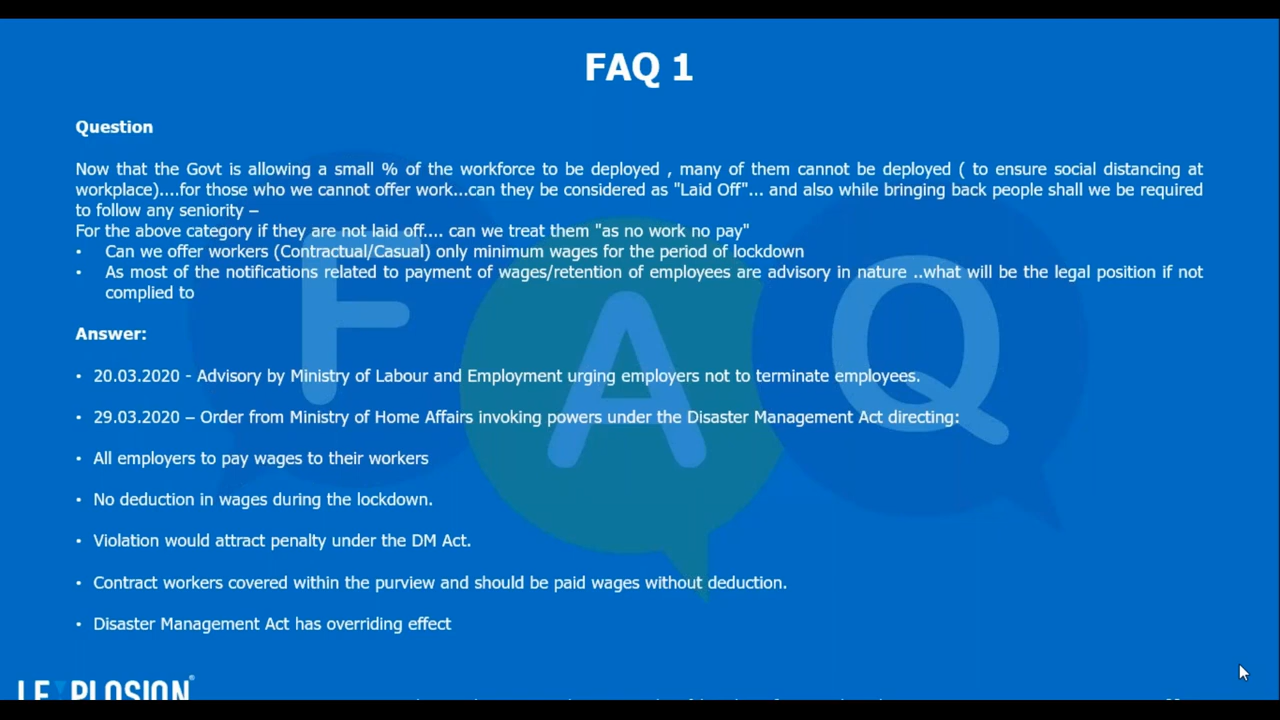 FAQ 1
Question
Now that the Govt is allowing a small % of the workforce to be deployed , many of them cannot be deployed ( to ensure social distancing at
workplace)....for those who we cannot offer work...can they be considered as "Laid Off"... and also while bringing back people shall we be required
to follow any seniority –
For the above category if they are not laid off.... can we treat them "as no work no pay"
• Can we offer workers (Contractual/Casual) only minimum wages for the period of lockdown
• As most of the notifications related to payment of wages/retention of employees are advisory in nature ..what will be the legal position if not
complied to
Answer:
• 20.03.2020 - Advisory by Ministry of Labour and Employment urging employers not to terminate employees.
• 29.03.2020 – Order from Ministry of Home Affairs invoking powers under the Disaster Management Act directing:
• All employers to pay wages to their workers
• No deduction in wages during the lockdown.
• Violation would attract penalty under the DM Act.
• Contract workers covered within the purview and should be paid wages without deduction.
• Disaster Management Act has overriding effect
FAQ
LEXPLOSION